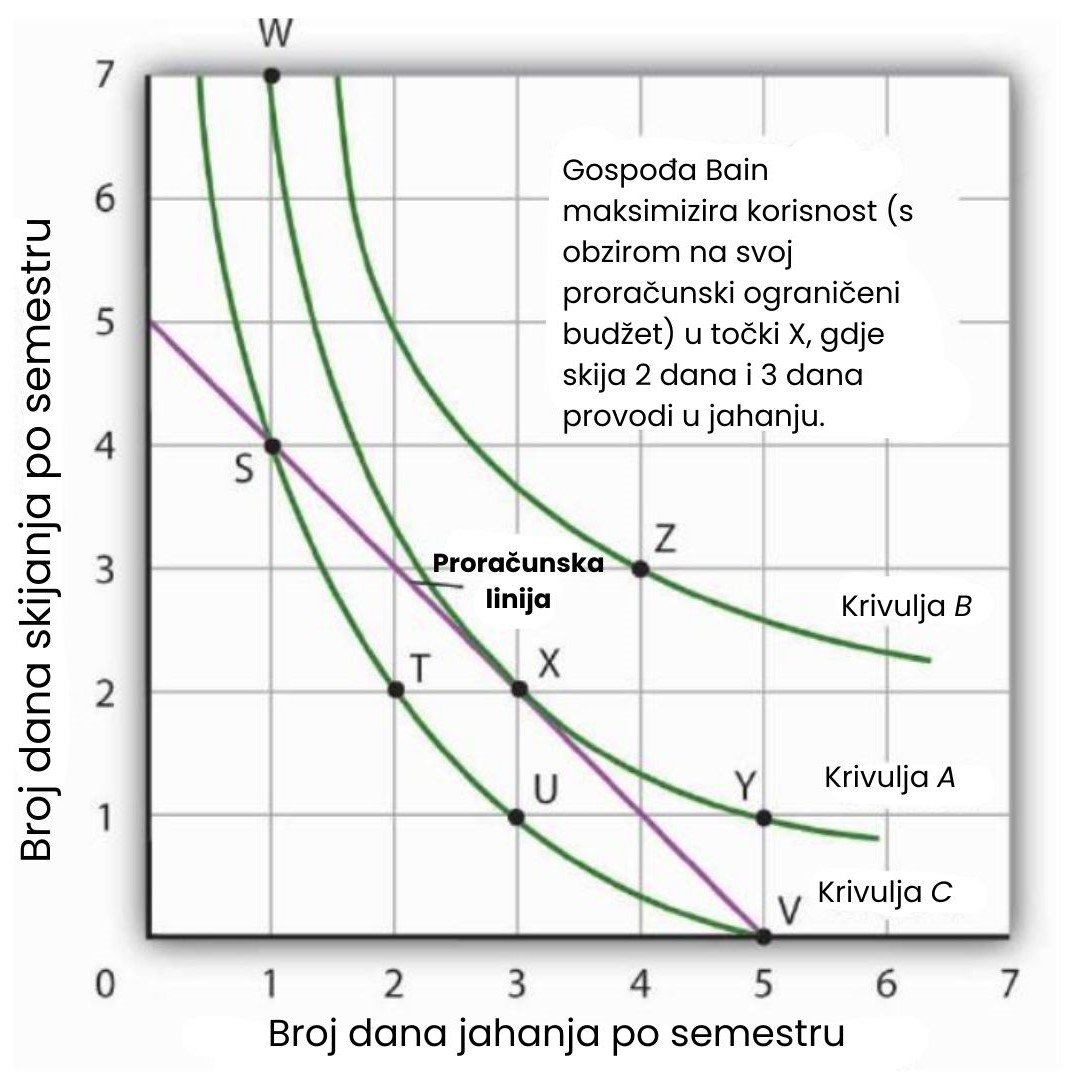 W
7
6
5
4
3
2
1
0
Broj dana skijanja po semestru
Gospođa Bain
maksimizira korisnost (s
obzirom na svoj
proračunski ograničeni
budžet) u točki X, gdje
skija 2 dana i 3 dana
provodi u jahanju.
S
Z
Proračunska
linija
Krivulja B
T
X
U
Y
Krivulja A
V
Krivulja C
1 2 3 4 5 6 7
Broj dana jahanja po semestru